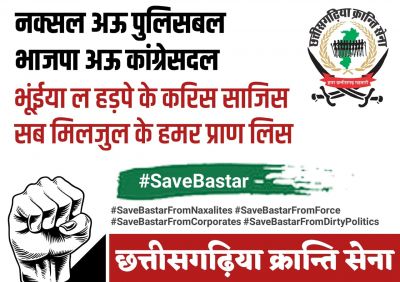 नक्सल अऊ पुलिसबल
भाजपा अऊ कांग्रेसदल
भूंईया ल हड़पे के करिस साजिस
सब मिलजुल के हमर प्राण लिस
छत्तीसगढ़िया क्रान्ति सेना
#SaveBastar
#SaveBastarFromNaxalites #SaveBastarFromForce
#SaveBastarFromCorporates #SaveBastarFromDirtyPolitics
छत्तीसगढ़िया क्रान्ति सेना